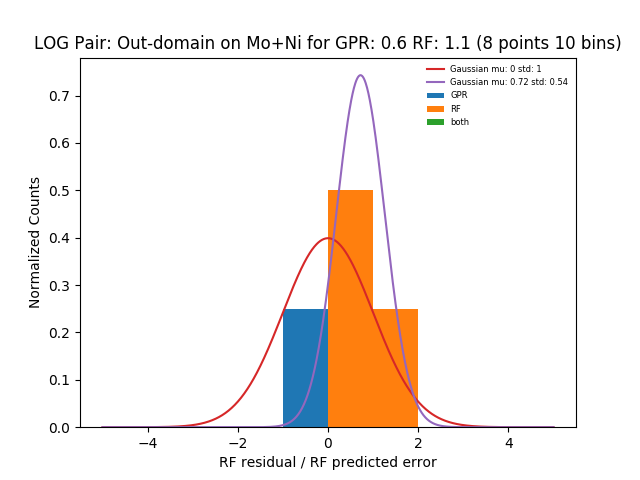 LOG Pair: Out-domain on Mo+Ni for GPR: 0.6 RF: 1.1 (8 points 10 bins)
Gaussian mu: 0 std: 1
Gaussian mu: 0.72 std: 0.54
GPR
RF
both
Normalized Counts
0.7
0.6
0.5
0.4
0.3
0.2
0.1
0.0
−4 −2 0 2 4
RF residual / RF predicted error